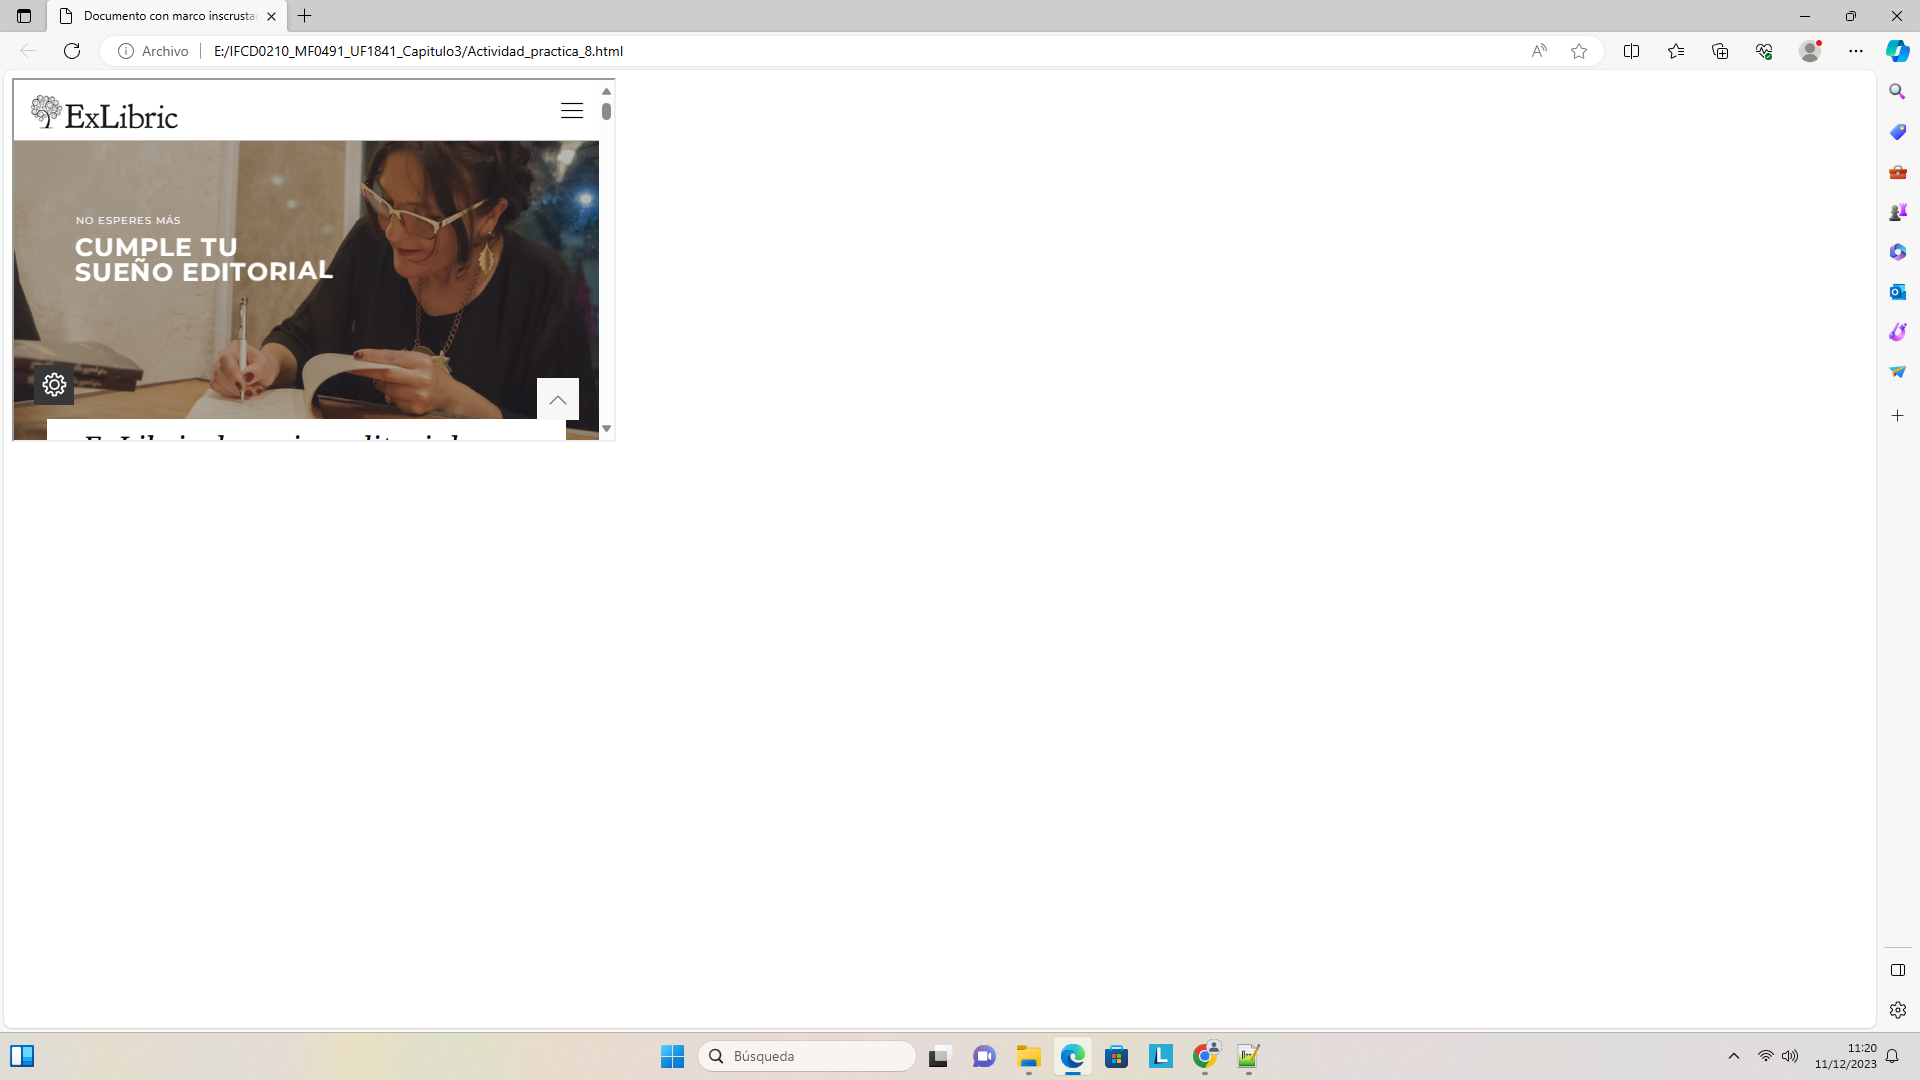 Documento con marco inscrusta
Archivo
E:/IFCD0210_MF0491_UF1841_Capitulo3/Actividad_practica_8.html
ExLibric
NO ESPERES MÁS
CUMPLE TU
SUEÑO EDITORIAL
Búsqueda
11:20
11/12/2023